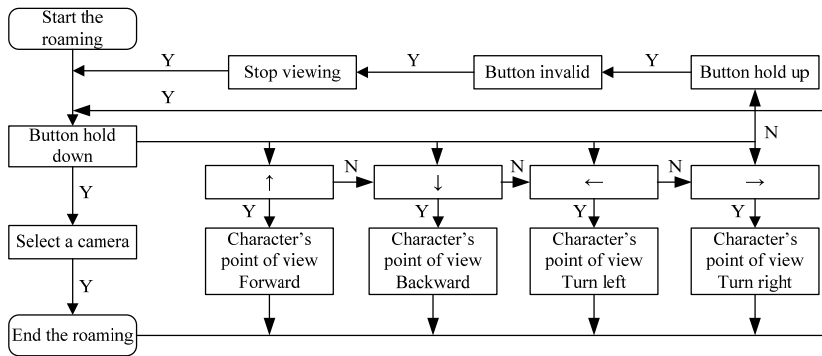 Start the
roaming
Y
Y
Y
Stop viewing
Button invalid
Button hold up
Y
Button hold
down
N
↑
N
↓
N
←
N
→
Y
Y
Y
Y
Y
Select a camera
Character's
point of view
Forward
Character's
point of view
Backward
Character's
point of view
Turn left
Character's
point of view
Turn right
Y
End the roaming